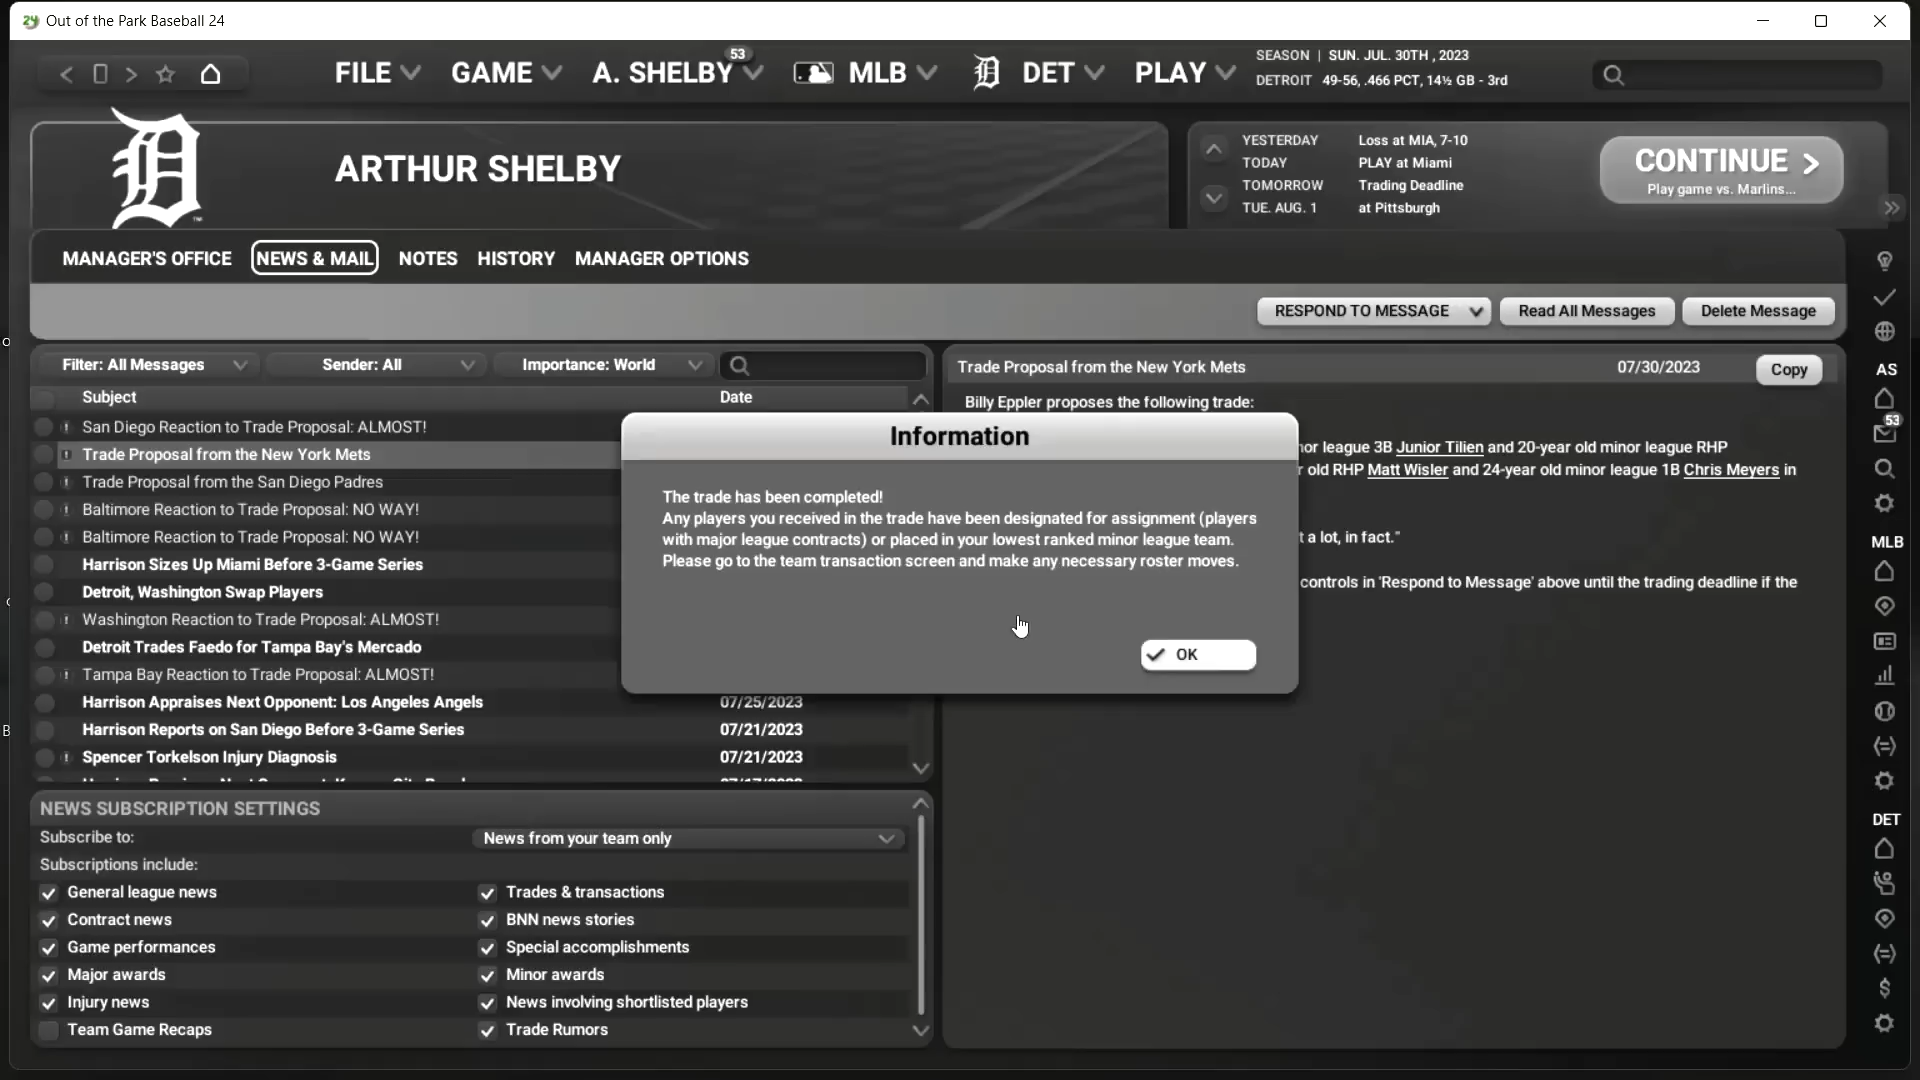 Out of the Park Baseball 24
FILE
GAME
A. SHELBY
53
MLB
DET
PLAY
SEASON | SUN. JUL. 30TH , 2023
DETROIT 49-56, .466 PCT, 14½ GB - 3rd
ARTHUR SHELBY
YESTERDAY Loss at MIA, 7-10
TODAY PLAY at Miami
TOMORROW Trading Deadline
TUE. AUG. 1 at Pittsburgh
CONTINUE
Play game vs. Marlins...
MANAGER'S OFFICE
NEWS & MAIL
NOTES
HISTORY
MANAGER OPTIONS
RESPOND TO MESSAGE
Read All Messages
Delete Message
Filter: All Messages
Sender: All
Importance: World
Subject Date
San Diego Reaction to Trade Proposal: ALMOST!
Trade Proposal from the New York Mets
Trade Proposal from the San Diego Padres
Baltimore Reaction to Trade Proposal: NO WAY!
Baltimore Reaction to Trade Proposal: NO WAY!
Harrison Sizes Up Miami Before 3-Game Series
Detroit, Washington Swap Players
Washington Reaction to Trade Proposal: ALMOST!
Detroit Trades Faedo for Tampa Bay's Mercado
Tampa Bay Reaction to Trade Proposal: ALMOST!
Harrison Appraises Next Opponent: Los Angeles Angels 07/25/2023
Harrison Reports on San Diego Before 3-Game Series 07/21/2023
Spencer Torkelson Injury Diagnosis 07/21/2023
Trade Proposal from the New York Mets 07/30/2023
Copy
Billy Eppler proposes the following trade:
league 3B Junior Tilien and 20-year old minor league RHP
old RHP Matt Wisler and 24-year old minor league 1B Chris Meyers in
t a lot, in fact."
controls in 'Respond to Message' above until the trading deadline if the
Information
The trade has been completed!
Any players you received in the trade have been designated for assignment (players
with major league contracts) or placed in your lowest ranked minor league team.
Please go to the team transaction screen and make any necessary roster moves.
OK
NEWS SUBSCRIPTION SETTINGS
Subscribe to: News from your team only
Subscriptions include:
General league news Trades & transactions
Contract news BNN news stories
Game performances Special accomplishments
Major awards Minor awards
Injury news News involving shortlisted players
Team Game Recaps Trade Rumors
AS
53
MLB
DET